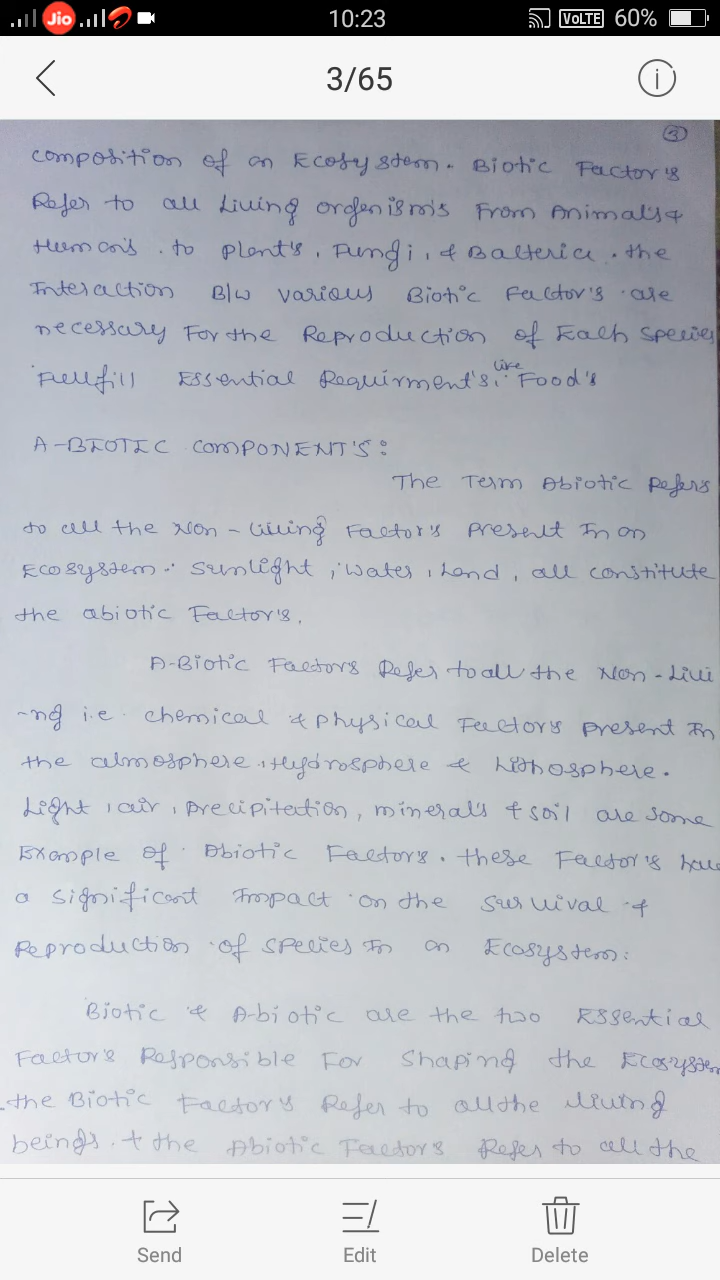 Jio
10:23
VoLTE
60%
3/65
3
composition of an Ecosystem. Biotic Factor's
Refer to all Living orgenism's From Animal's &
Human's. to plant's, Fungi, & Bacteria. the
Interaction B/w various Biotic Factor's are
necessary For the Reproduction of Each species
Fullfill Essential Requirment's. like Food's
A-BIOTIC COMPONENT'S:
The Term Abiotic Refers
to all the Non-Living Factor's present In an
Ecosystem. Sunlight, water, Land, all constitute
the abiotic Factor's.
A-Biotic Factors Refer to all the Non-Livi
-ng i.e. chemical & physical Factors present In
the atmosphere, Hydrosphere & Lithosphere.
Light, air, precipitation, mineral's & soil are some
Example of Abiotic Factors. these Factor's have
a significant Impact on the survival &
Reproduction of species In an Ecosystem.
Biotic & A-biotic are the two Essential
Factor's Responsible For shaping the Ecosystem
the Biotic Factors Refer to all the living
beings. & the Abiotic Factors Refer to all the
Send
Edit
Delete